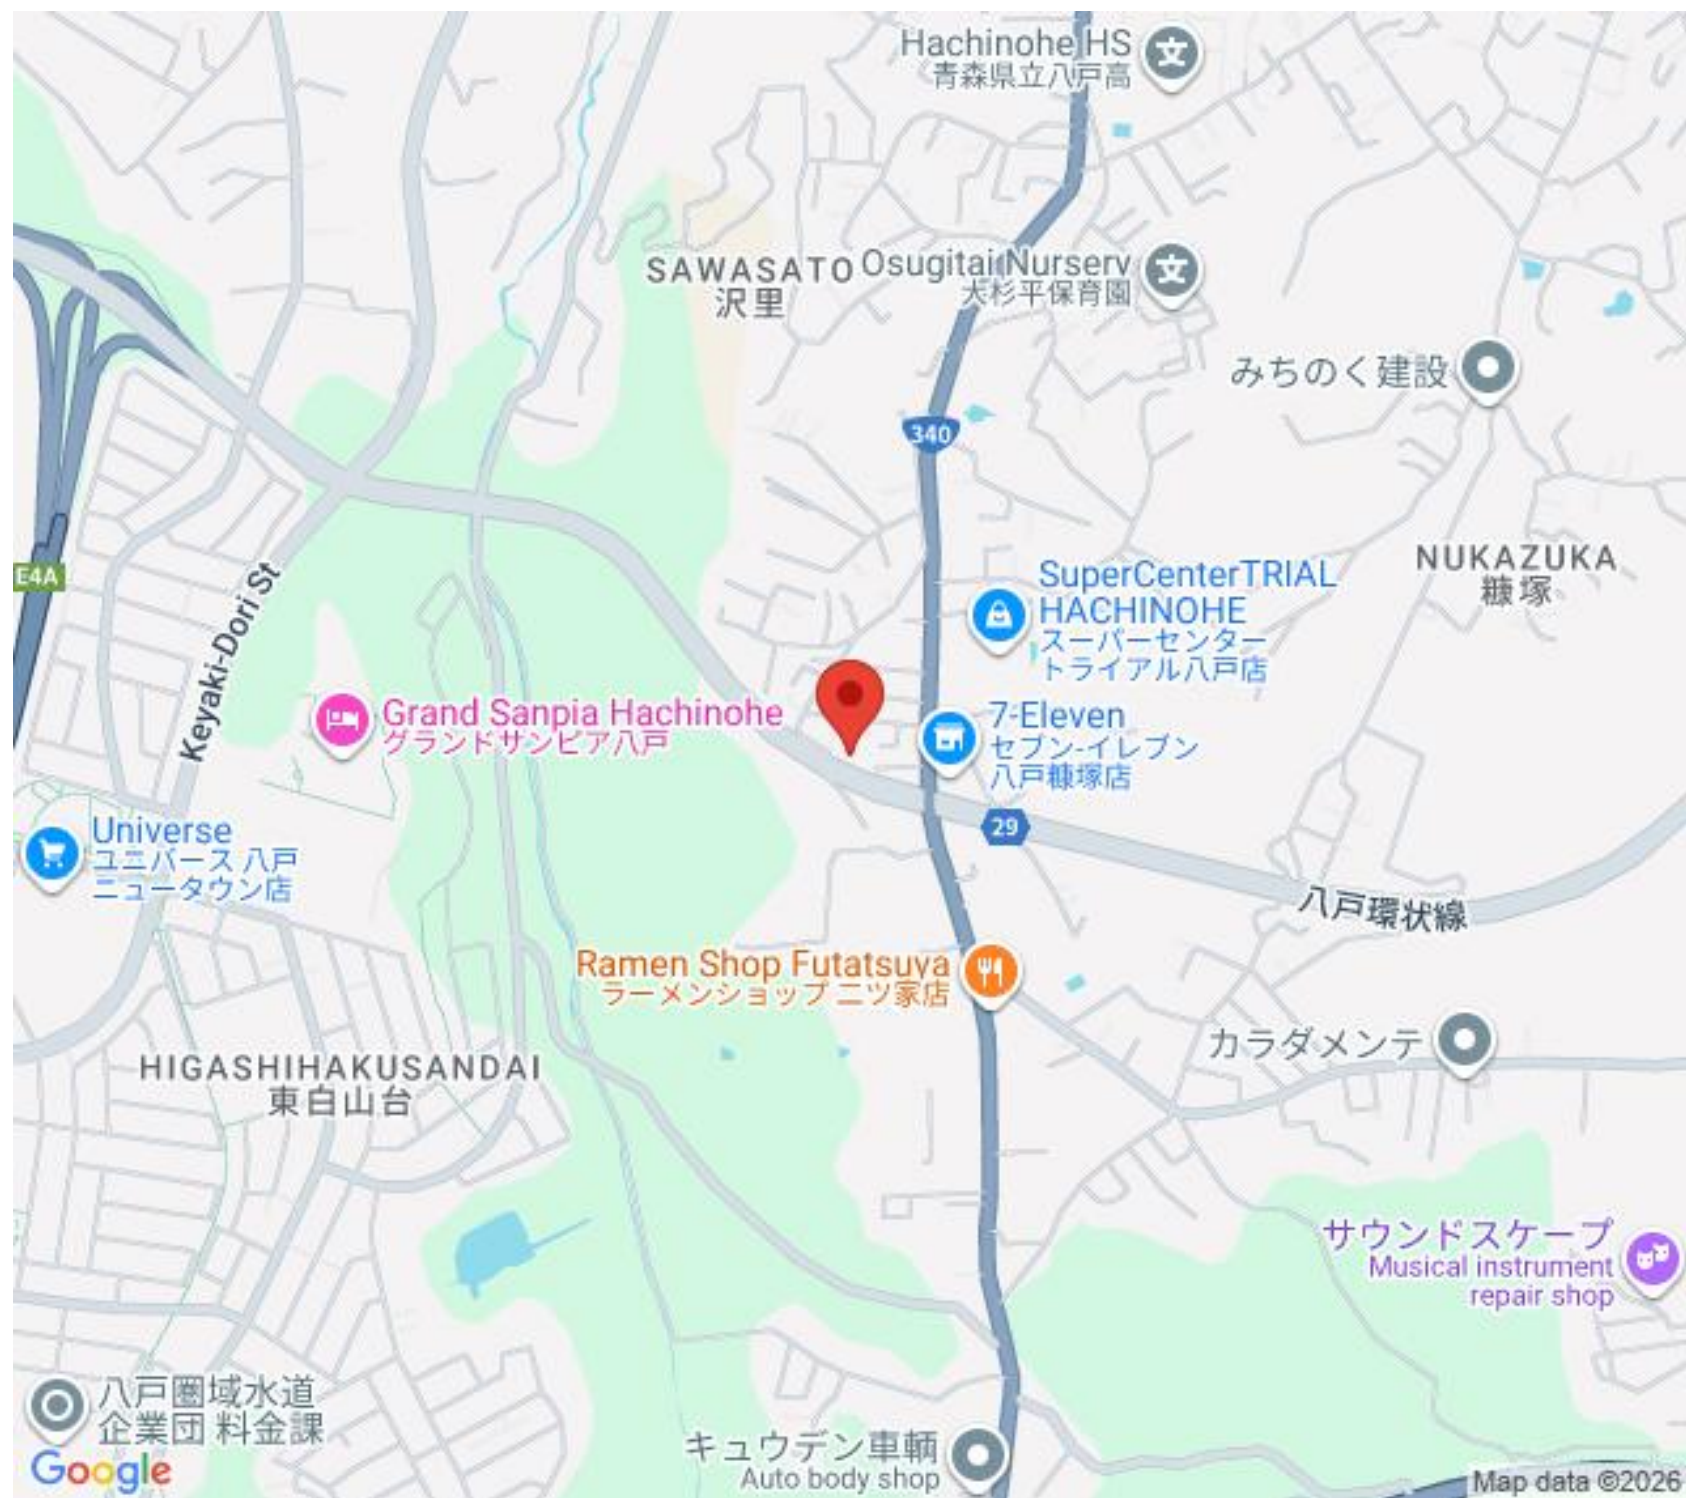 Hachinohe HS
青森県立八戸高
SAWASATO
沢里
Osugitai Nursery
大杉平保育園
みちのく建設
340
NUKAZUKA
糠塚
SuperCenterTRIAL
HACHINOHE
スーパーセンター
トライアル八戸店
E4A
Keyaki-Dori St
Grand Sanpia Hachinohe
グランドサンピア八戸
7-Eleven
セブン-イレブン
八戸糠塚店
29
Universe
ユニバース 八戸
ニュータウン店
八戸環状線
Ramen Shop Futatsuya
ラーメンショップ 二ツ家店
カラダメンテ
HIGASHIHAKUSANDAI
東白山台
サウンドスケープ
Musical instrument
repair shop
八戸圏域水道
企業団 料金課
キュウデン車輌
Auto body shop
Google
Map data ©2026